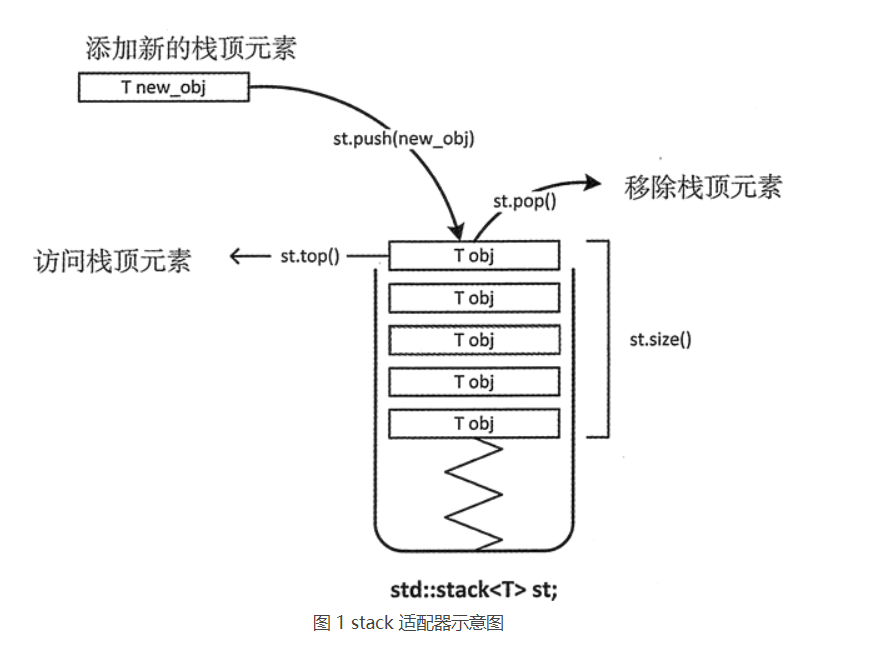 添加新的栈顶元素
T new_obj
st.push(new_obj)
st.pop()
移除栈顶元素
访问栈顶元素
st.top()
T obj
T obj
T obj
T obj
T obj
st.size()
std::stack<T> st;
图 1 stack 适配器示意图